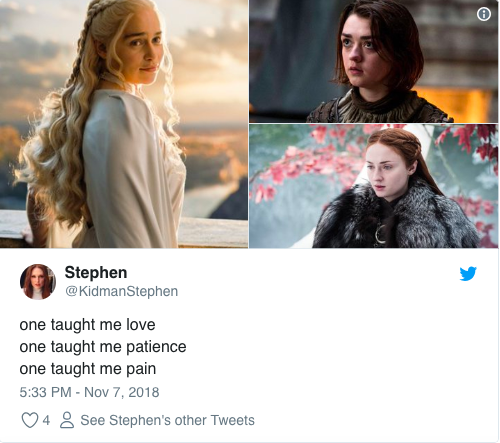 Stephen
@KidmanStephen
one taught me love
one taught me patience
one taught me pain
5:33 PM - Nov 7, 2018
4 See Stephen's other Tweets